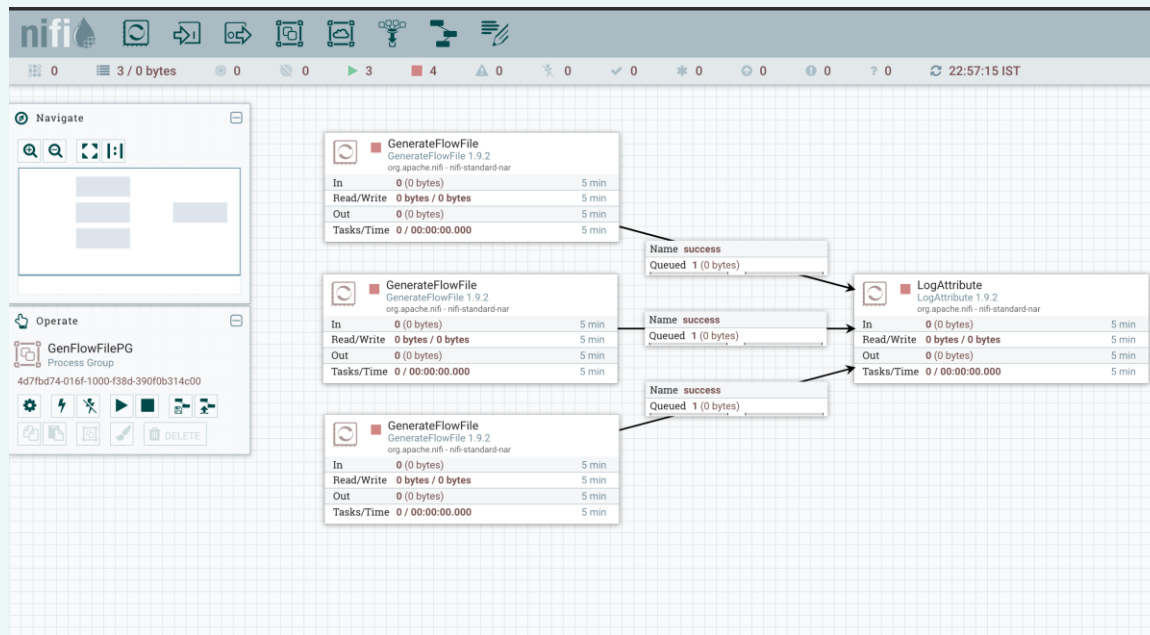 nifi
0 3 / 0 bytes 0 0 3 4 0 0 0 0 0 0 ? 0 22:57:15 IST
Navigate
Operate
GenFlowFilePG
Process Group
4d7fbd74-016f-1000-f38d-390f0b314c00
DELETE
GenerateFlowFile
GenerateFlowFile 1.9.2
org.apache.nifi - nifi-standard-nar
In 0 (0 bytes) 5 min
Read/Write 0 bytes / 0 bytes 5 min
Out 0 (0 bytes) 5 min
Tasks/Time 0 / 00:00:00.000 5 min
Name success
Queued 1 (0 bytes)
GenerateFlowFile
GenerateFlowFile 1.9.2
org.apache.nifi - nifi-standard-nar
In 0 (0 bytes) 5 min
Read/Write 0 bytes / 0 bytes 5 min
Out 0 (0 bytes) 5 min
Tasks/Time 0 / 00:00:00.000 5 min
Name success
Queued 1 (0 bytes)
LogAttribute
LogAttribute 1.9.2
org.apache.nifi - nifi-standard-nar
In 0 (0 bytes) 5 min
Read/Write 0 bytes / 0 bytes 5 min
Out 0 (0 bytes) 5 min
Tasks/Time 0 / 00:00:00.000 5 min
Name success
Queued 1 (0 bytes)
GenerateFlowFile
GenerateFlowFile 1.9.2
org.apache.nifi - nifi-standard-nar
In 0 (0 bytes) 5 min
Read/Write 0 bytes / 0 bytes 5 min
Out 0 (0 bytes) 5 min
Tasks/Time 0 / 00:00:00.000 5 min